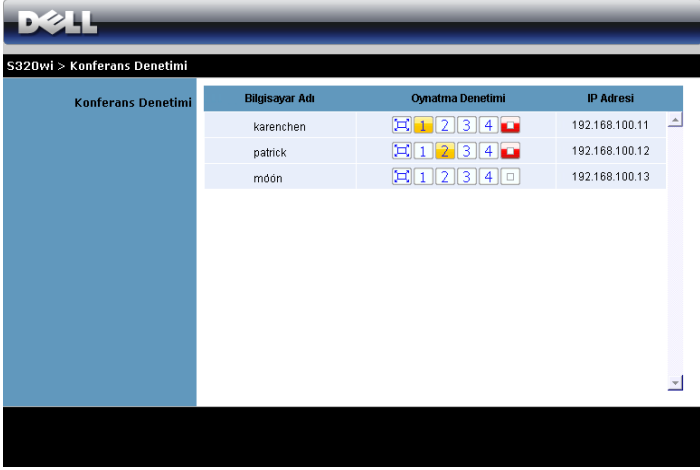 DELL
S320wi > Konferans Denetimi
Konferans Denetimi
Bilgisayar Adı Oynatma Denetimi IP Adresi
karenchen 1 2 3 4 192.168.100.11
patrick 1 2 3 4 192.168.100.12
móón 1 2 3 4 192.168.100.13